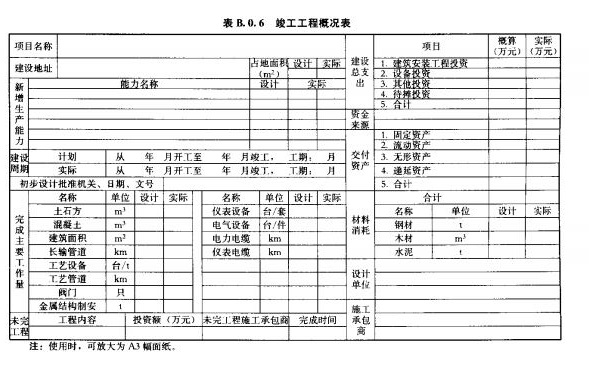 表 B.0.6 竣工工程概况表
项目名称 建设总支出 项目 概算(万元) 实际(万元)
建设地址 占地面积(m²) 设计 实际 1. 建筑安装工程投资
2. 设备投资
新增生产能力 能力名称 设计 实际 3. 其他投资
4. 待摊投资
5. 合计
资金来源
交付资产 1. 固定资产
2. 流动资产
建设周期 计划 从 年 月开工至 年 月竣工, 工期: 月 3. 无形资产
实际 从 年 月开工至 年 月竣工, 工期: 月 4. 递延资产
初步设计批准机关、日期、文号 5. 合计
完成主要工作量 名称 单位 设计 实际 名称 单位 设计 实际 材料消耗 合计
土石方 m³ 仪表设备 台/套 名称 单位 设计 实际
混凝土 m³ 电气设备 台/件 钢材 t
建筑面积 m² 电力电缆 km 木材 m³
长输管道 km 仪表电缆 km 水泥 t
工艺设备 台/t 设计单位
工艺管道 km
阀门 只
金属结构制安 t 施工承包商
未完工程 工程内容 投资额(万元) 未完工程施工承包商 完成时间
注: 使用时,可放大为 A3 幅面纸。